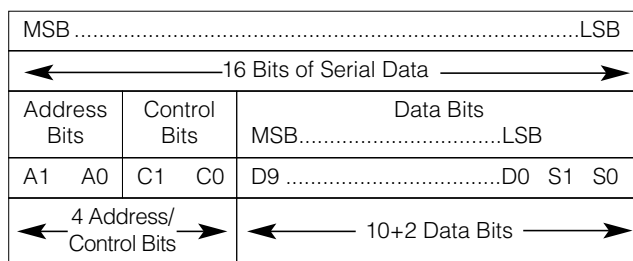 MSB...............................................................................LSB
16 Bits of Serial Data
Address Bits Control Bits Data Bits
MSB................................LSB
A1 A0 C1 C0 D9 ..................................D0 S1 S0
4 Address/
Control Bits
10+2 Data Bits